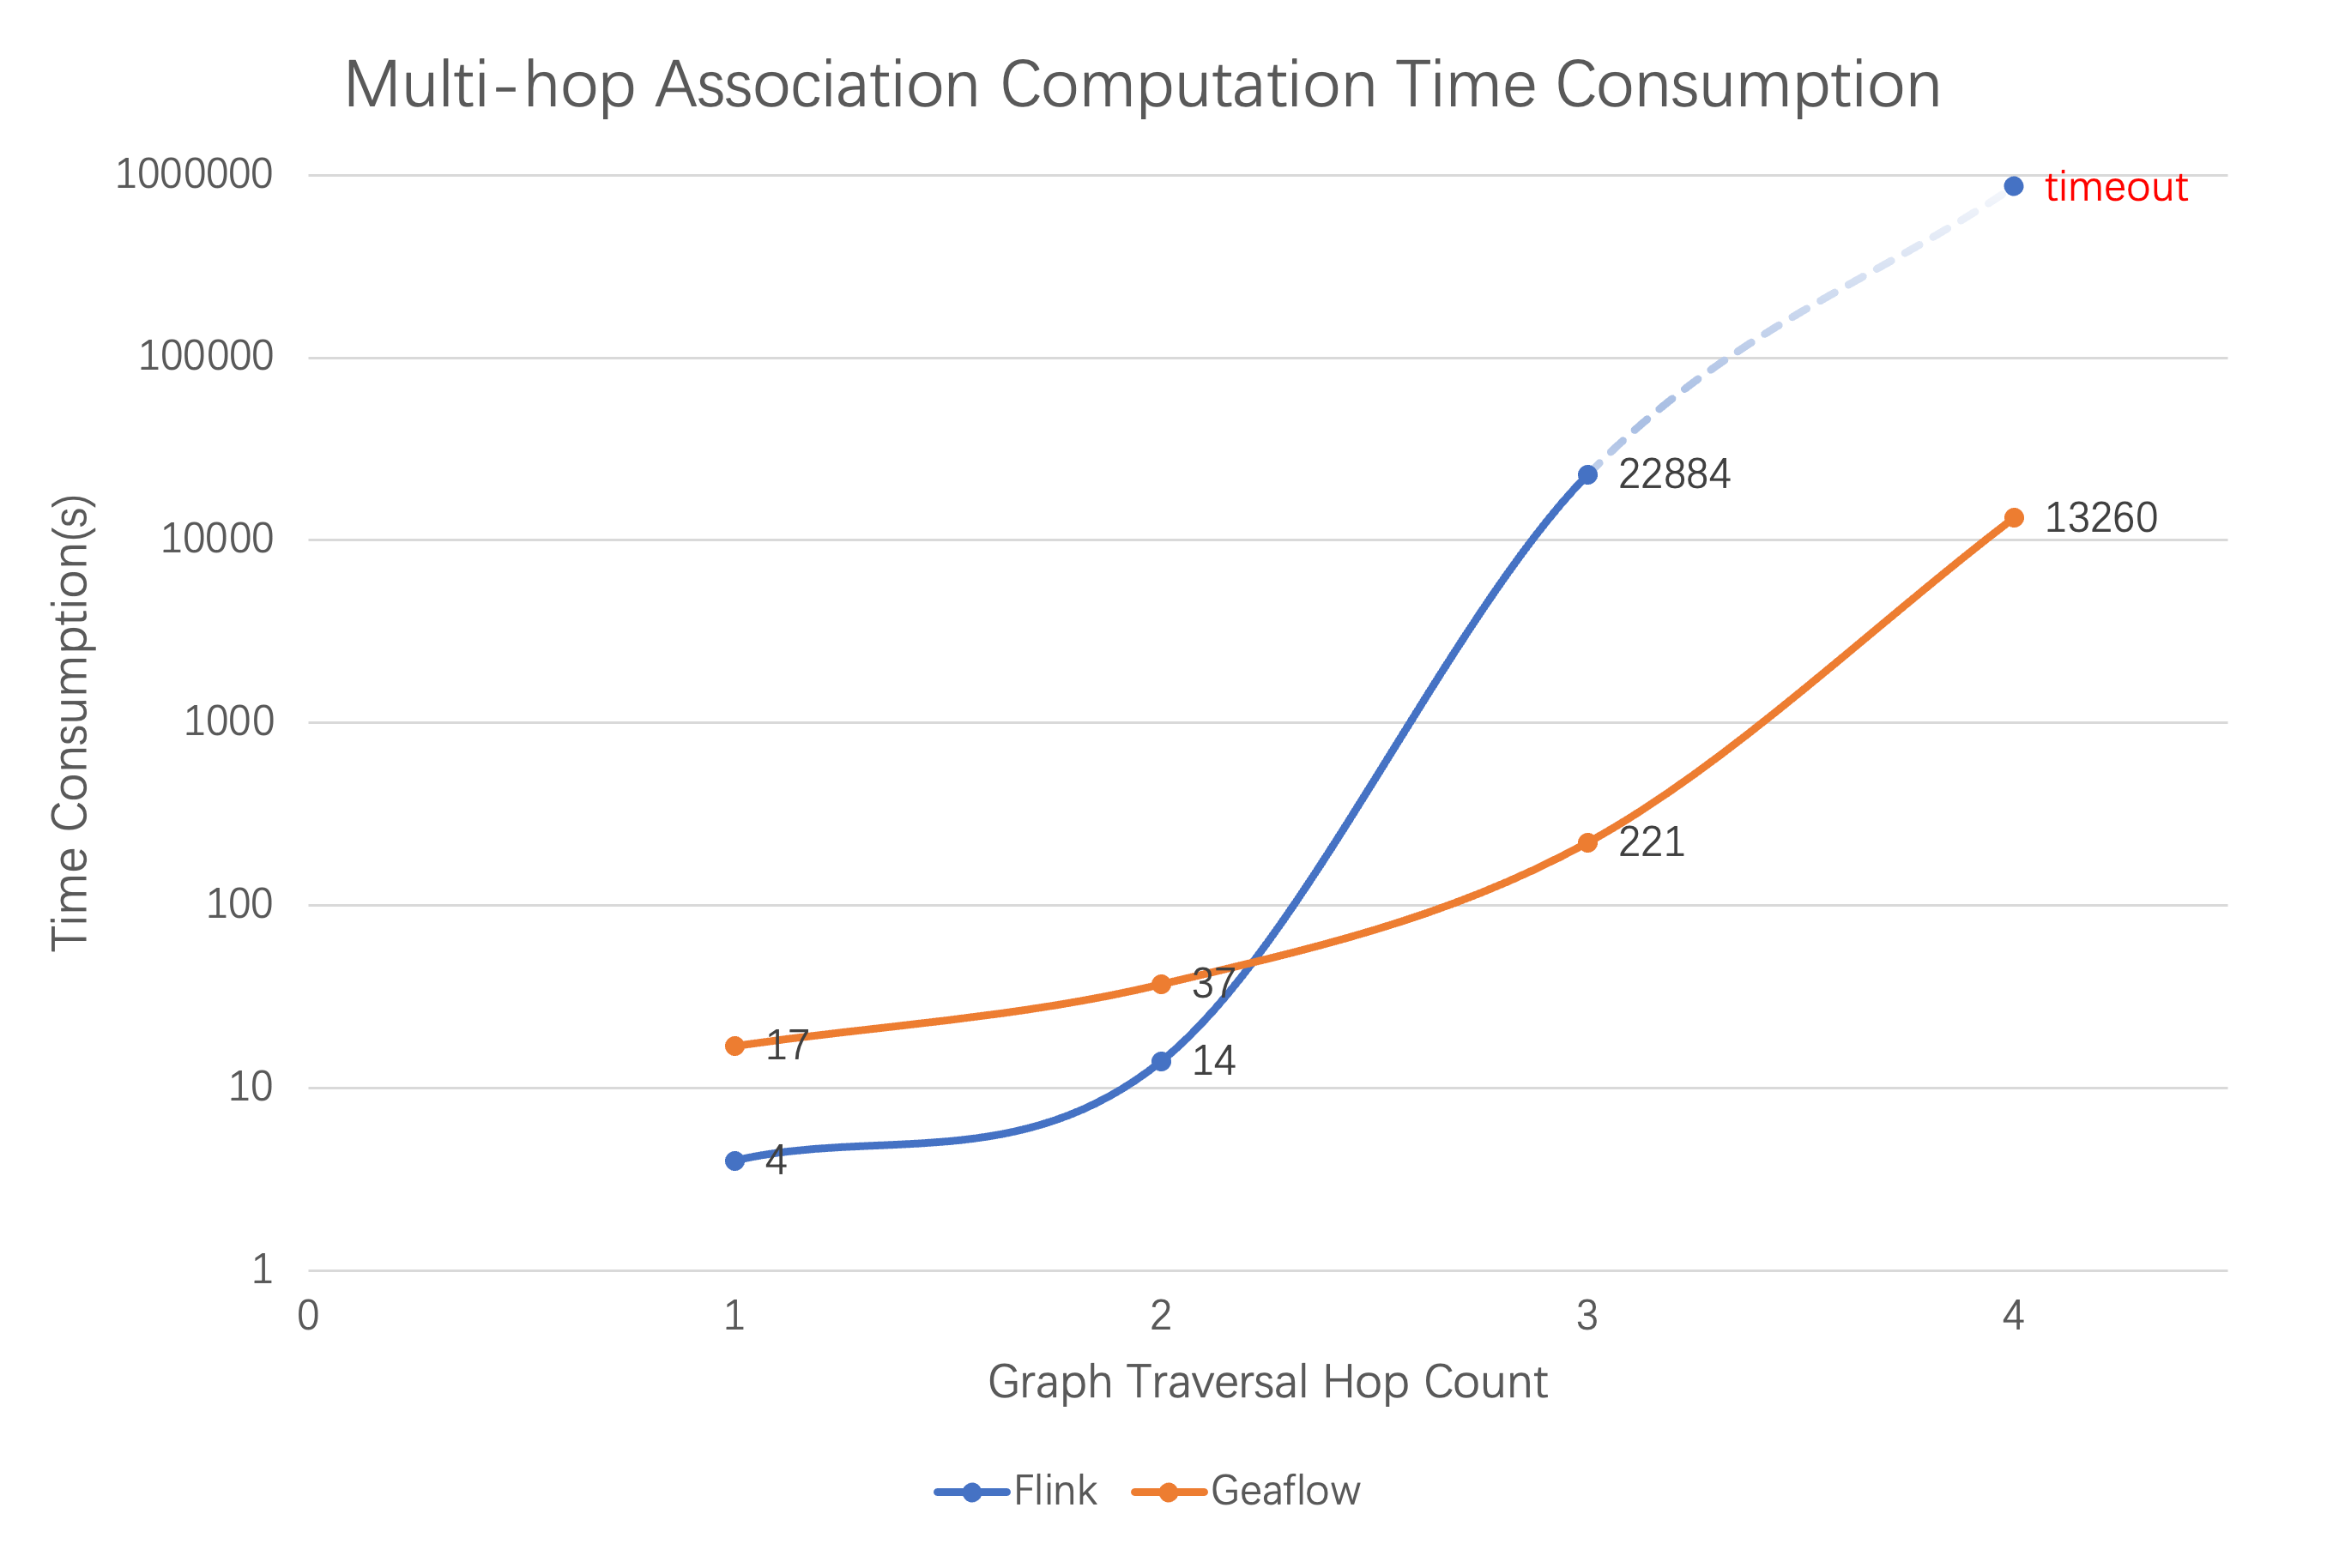 Multi-hop Association Computation Time Consumption
1000000
timeout
100000
22884
13260
10000
Time Consumption(s)
1000
221
100
37
17
14
10
4
1
0 1 2 3 4
Graph Traversal Hop Count
Flink Geaflow